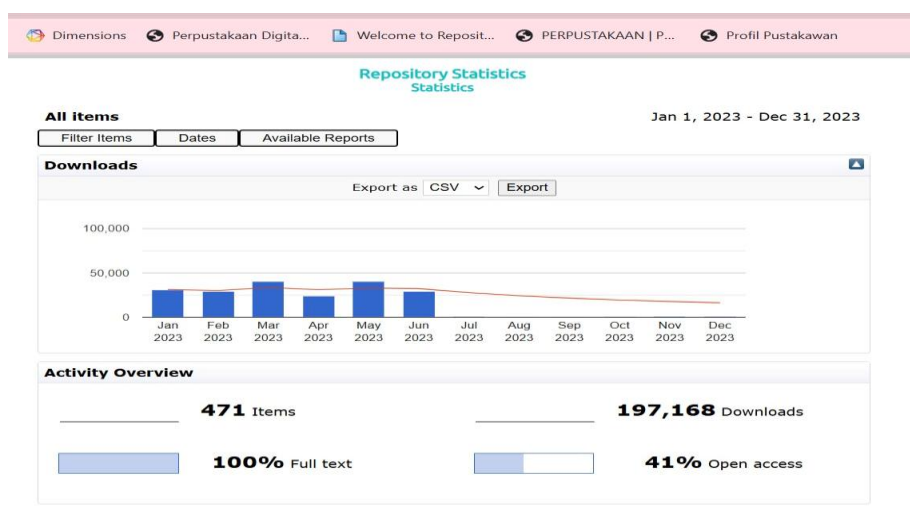 Dimensions Perpustakaan Digita... Welcome to Reposit... PERPUSTAKAAN | P... Profil Pustakawan
Repository Statistics
Statistics
All items Jan 1, 2023 - Dec 31, 2023
Filter Items Dates Available Reports
Downloads
Export as CSV Export
100,000
50,000
0
Jan Feb Mar Apr May Jun Jul Aug Sep Oct Nov Dec
2023 2023 2023 2023 2023 2023 2023 2023 2023 2023 2023 2023
Activity Overview
471 Items 197,168 Downloads
100% Full text 41% Open access